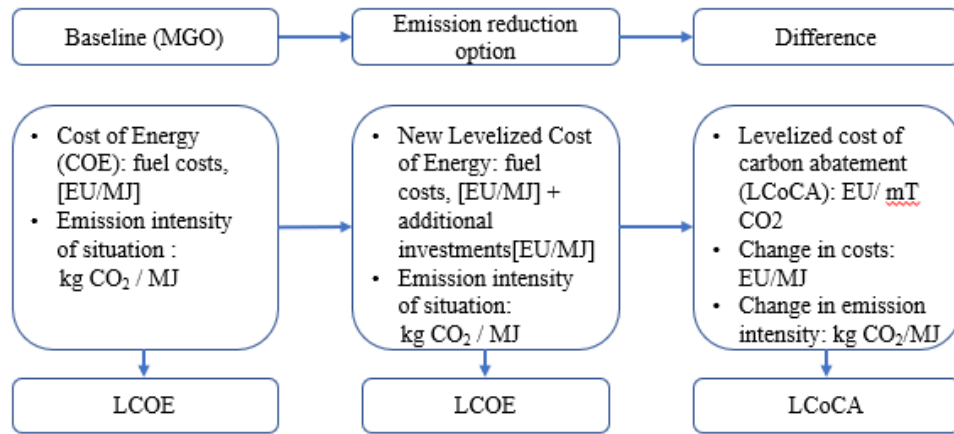 Baseline (MGO)
Emission reduction
option
Difference
• Cost of Energy
(COE): fuel costs,
[EU/MJ]
• Emission intensity
of situation :
kg CO₂ / MJ
• New Levelized Cost
of Energy: fuel
costs, [EU/MJ] +
additional
investments[EU/MJ]
• Emission intensity
of situation:
kg CO₂ / MJ
• Levelized cost of
carbon abatement
(LCoCA): EU/ mT
CO2
• Change in costs:
EU/MJ
• Change in emission
intensity: kg CO₂/MJ
LCOE
LCOE
LCoCA